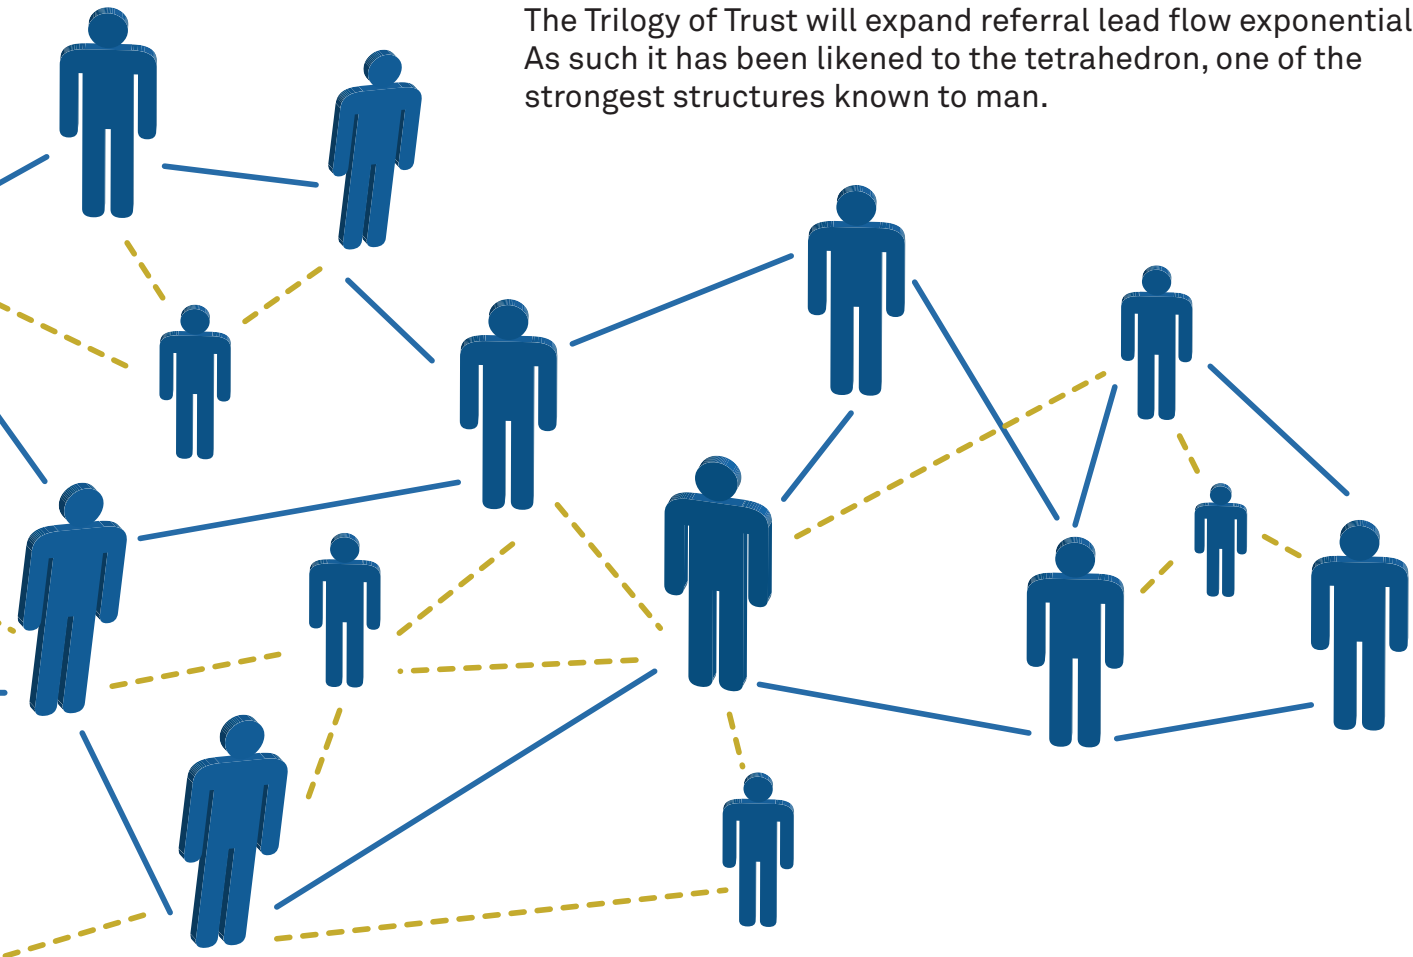 The Trilogy of Trust will expand referral lead flow exponential
As such it has been likened to the tetrahedron, one of the
strongest structures known to man.